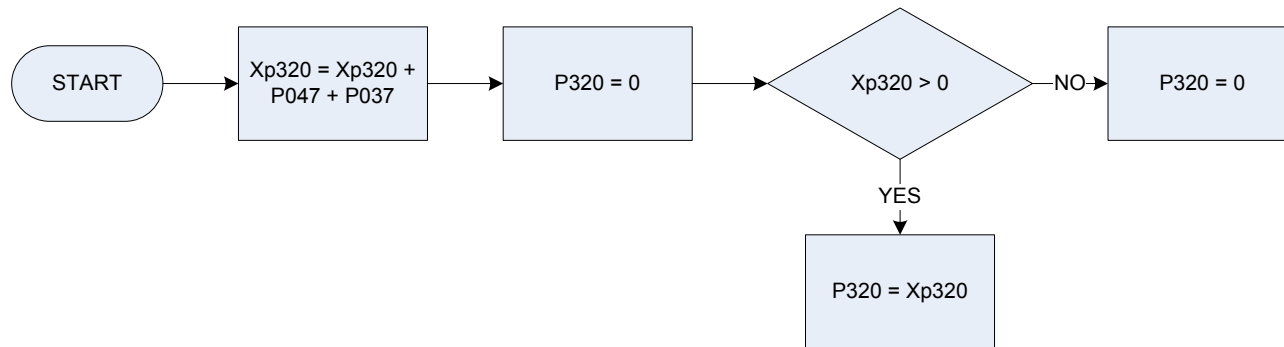 START
Xp320 = Xp320 +
P047 + P037
P320 = 0
Xp320 > 0
NO
P320 = 0
YES
P320 = Xp320